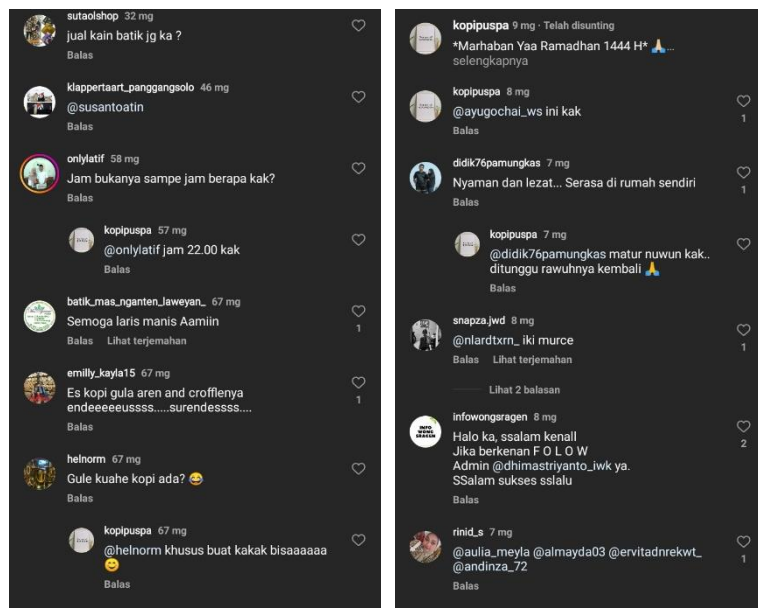 sutaolshop 32 mg
jual kain batik jg ka ?
Balas
klappertaart_panggangsolo 46 mg
@susantoatin
Balas
onlylatif 58 mg
Jam bukanya sampe jam berapa kak?
Balas
kopipuspa 57 mg
@onlylatif jam 22.00 kak
Balas
batik_mas_nganten_laweyan_ 67 mg
Semoga laris manis Aamiin
1
Balas Lihat terjemahan
emilly_kayla15 67 mg
Es kopi gula aren and crofflenya
endeeeeeussss.....surendessss....
1
Balas
helnorm 67 mg
Gule kuahe kopi ada? 😂
Balas
kopipuspa 67 mg
@helnorm khusus buat kakak bisaaaaaa
😊
Balas
kopipuspa 9 mg · Telah disunting
*Marhaban Yaa Ramadhan 1444 H* 🙏🏻...
selengkapnya
kopipuspa 8 mg
@ayugochai_ws ini kak
1
Balas
didik76pamungkas 7 mg
Nyaman dan lezat... Serasa di rumah sendiri
1
Balas
kopipuspa 7 mg
@didik76pamungkas matur nuwun kak..
ditunggu rawuhnya kembali 🙏
Balas
snapza.jwd 8 mg
@nlardtxrn_ iki murce
1
Balas Lihat terjemahan
Lihat 2 balasan
infowongsragen 8 mg
INFO
WONG
SRAGEN
Halo ka, ssalam kenall
2
Jika berkenan F O L O W
Admin @dhimastriyanto_iwk ya.
SSalam sukses sslalu
Balas
rinid_s 7 mg
@aulia_meyla @almayda03 @ervitadnrekwt_
1
@andinza_72
Balas